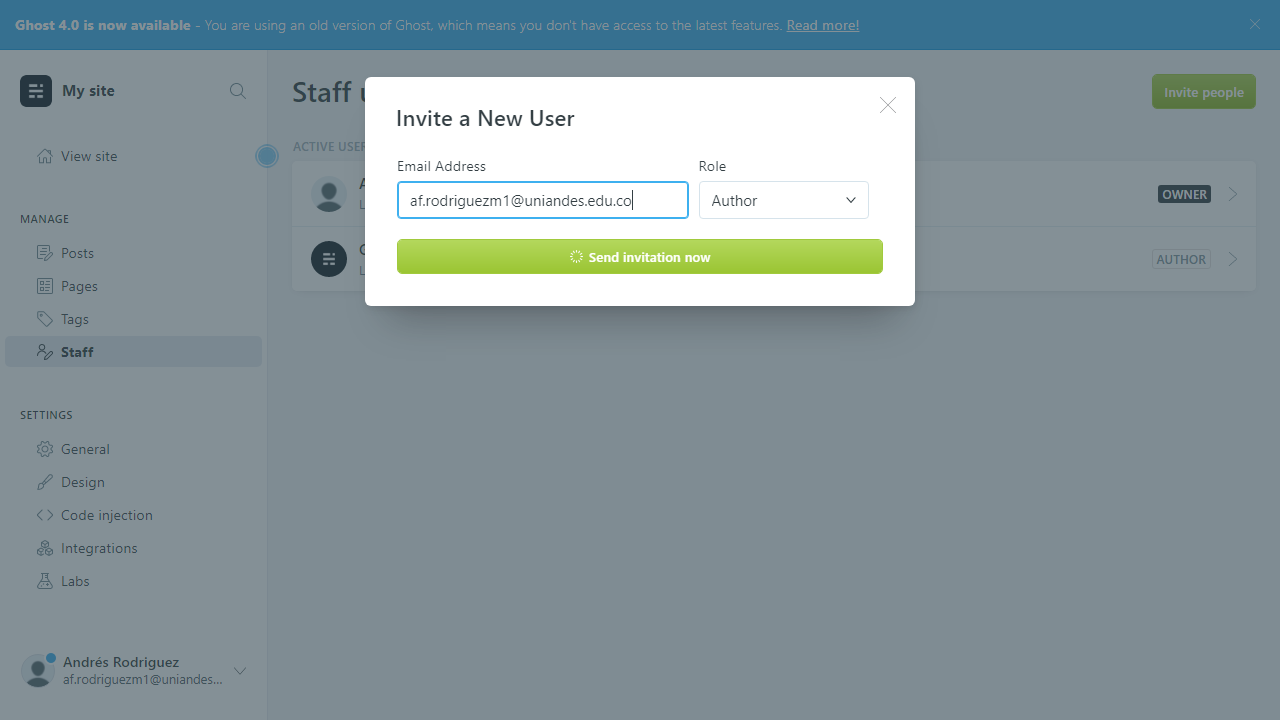 Ghost 4.0 is now available - You are using an old version of Ghost, which means you don't have access to the latest features. Read more!
My site
View site
MANAGE
Posts
Pages
Tags
Staff
SETTINGS
General
Design
Code injection
Integrations
Labs
Andrés Rodriguez
af.rodriguezm1@uniandes...
Staff u
Invite people
ACTIVE USER
OWNER
AUTHOR
Invite a New User
Email Address
Role
af.rodriguezm1@uniandes.edu.co
Author
Send invitation now